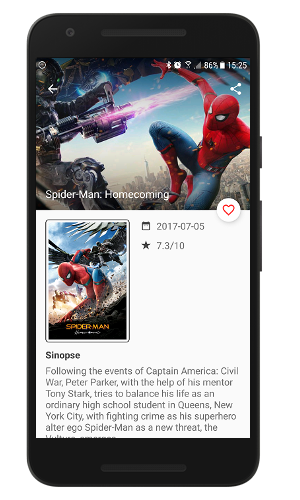 86% 15:25
Spider-Man: Homecoming
2017-07-05
7.3/10
SPIDER-MAN
Sinopse
Following the events of Captain America: Civil
War, Peter Parker, with the help of his mentor
Tony Stark, tries to balance his life as an
ordinary high school student in Queens, New
York City, with fighting crime as his superhero
alter ego Spider-Man as a new threat, the
Vulture, emerges.